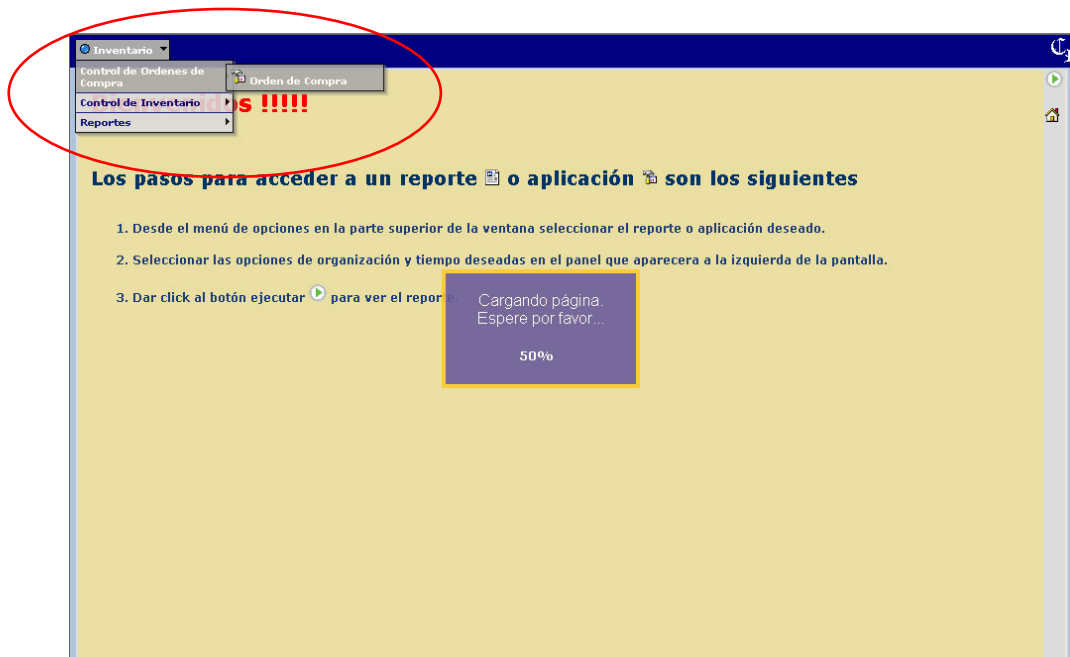 Inventario
Control de Ordenes de
Compra
Orden de Compra
Control de Inventario
Reportes
os !!!!!
Los pasos para acceder a un reporte o aplicación son los siguientes
1. Desde el menú de opciones en la parte superior de la ventana seleccionar el reporte o aplicación deseado.
2. Seleccionar las opciones de organización y tiempo deseadas en el panel que aparecera a la izquierda de la pantalla.
3. Dar click al botón ejecutar para ver el repor
Cargando página.
Espere por favor...
50%